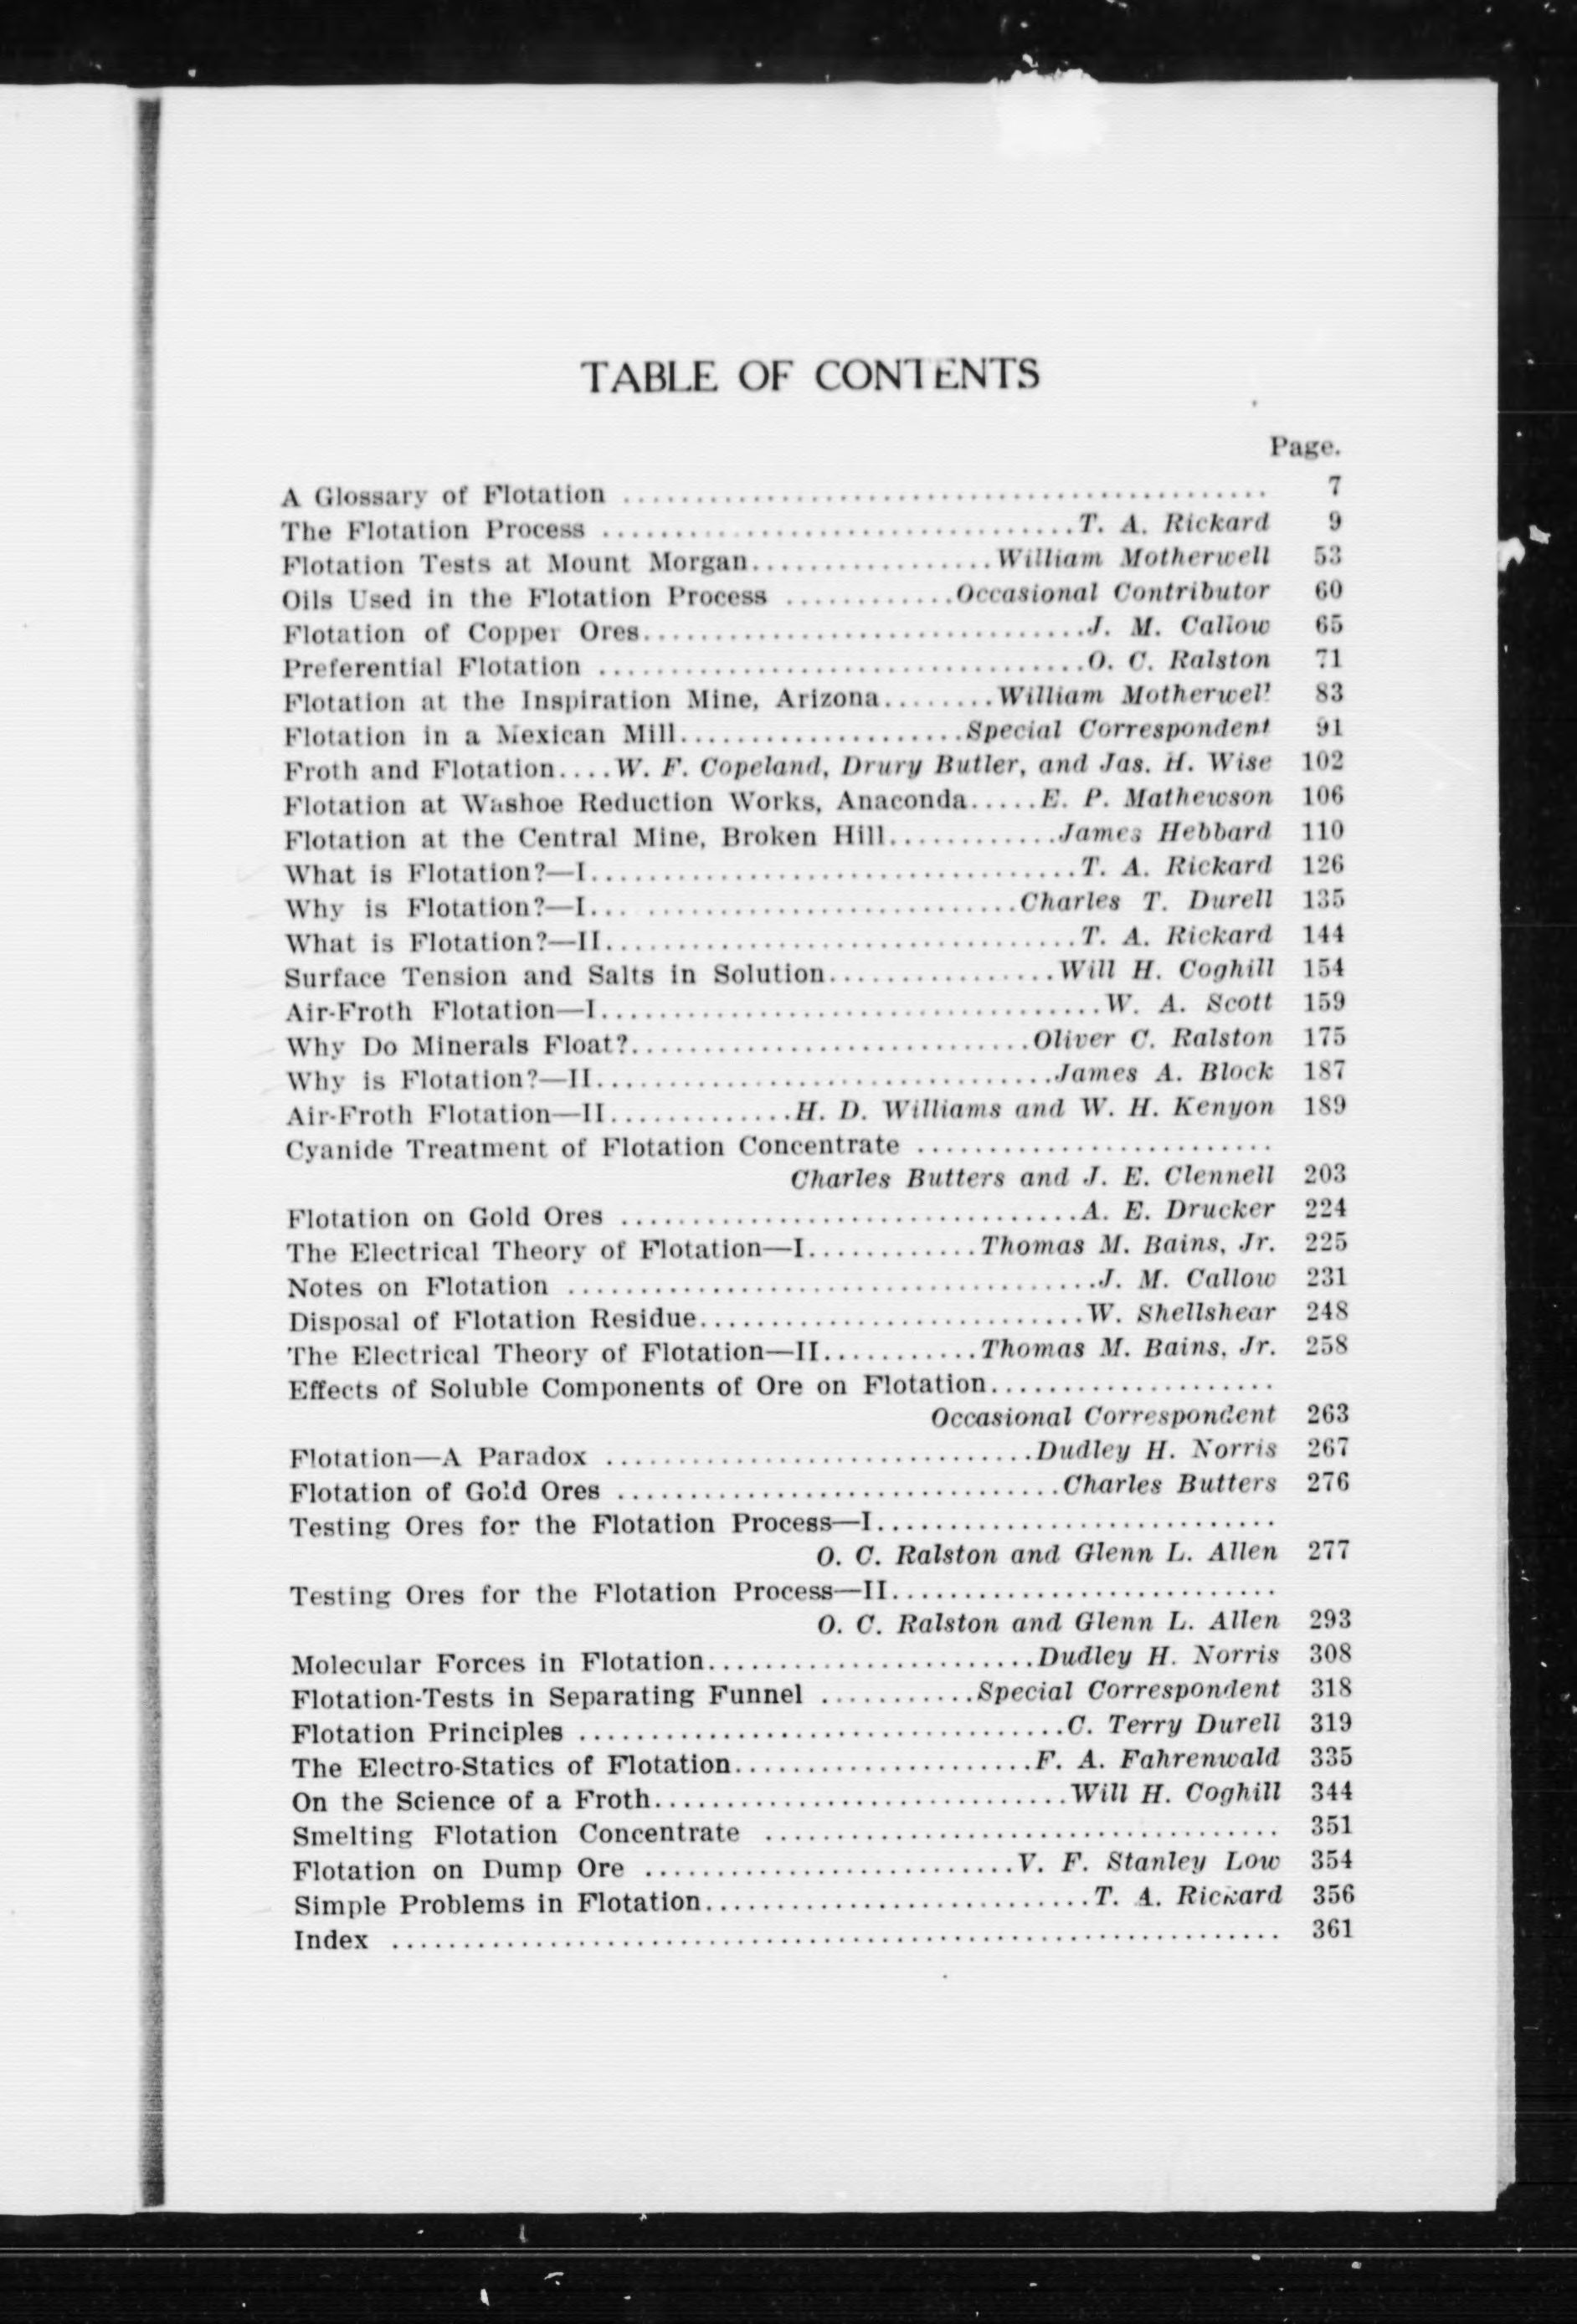 TABLE OF CONTENTS
Page.
A Glossary of Flotation ............................................. 7
The Flotation Process .................................T. A. Rickard 9
Flotation Tests at Mount Morgan.................William Motherwell 53
Oils Used in the Flotation Process ............Occasional Contributor 60
Flotation of Copper Ores...............................J. M. Callow 65
Preferential Flotation ..................................O. C. Ralston 71
Flotation at the Inspiration Mine, Arizona........William Motherwell 83
Flotation in a Mexican Mill....................Special Correspondent 91
Froth and Flotation....W. F. Copeland, Drury Butler, and Jas. H. Wise 102
Flotation at Washoe Reduction Works, Anaconda.....E. P. Mathewson 106
Flotation at the Central Mine, Broken Hill............James Hebbard 110
What is Flotation?—I..................................T. A. Rickard 126
Why is Flotation?—I..............................Charles T. Durell 135
What is Flotation?—II.................................T. A. Rickard 144
Surface Tension and Salts in Solution................Will H. Coghill 154
Air-Froth Flotation—I...................................W. A. Scott 159
Why Do Minerals Float?............................Oliver C. Ralston 175
Why is Flotation?—II................................James A. Block 187
Air-Froth Flotation—II.............H. D. Williams and W. H. Kenyon 189
Cyanide Treatment of Flotation Concentrate .........................
Charles Butters and J. E. Clennell 203
Flotation on Gold Ores ................................A. E. Drucker 224
The Electrical Theory of Flotation—I............Thomas M. Bains, Jr. 225
Notes on Flotation .....................................J. M. Callow 231
Disposal of Flotation Residue...........................W. Shellshear 248
The Electrical Theory of Flotation—II...........Thomas M. Bains, Jr. 258
Effects of Soluble Components of Ore on Flotation....................
Occasional Correspondent 263
Flotation—A Paradox ..............................Dudley H. Norris 267
Flotation of Gold Ores ...............................Charles Butters 276
Testing Ores for the Flotation Process—I............................
O. C. Ralston and Glenn L. Allen 277
Testing Ores for the Flotation Process—II...........................
O. C. Ralston and Glenn L. Allen 293
Molecular Forces in Flotation.......................Dudley H. Norris 308
Flotation-Tests in Separating Funnel ...........Special Correspondent 318
Flotation Principles ..................................C. Terry Durell 319
The Electro-Statics of Flotation.....................F. A. Fahrenwald 335
On the Science of a Froth.............................Will H. Coghill 344
Smelting Flotation Concentrate .................................... 351
Flotation on Dump Ore ..........................V. F. Stanley Low 354
Simple Problems in Flotation...........................T. A. Rickard 356
Index .............................................................. 361